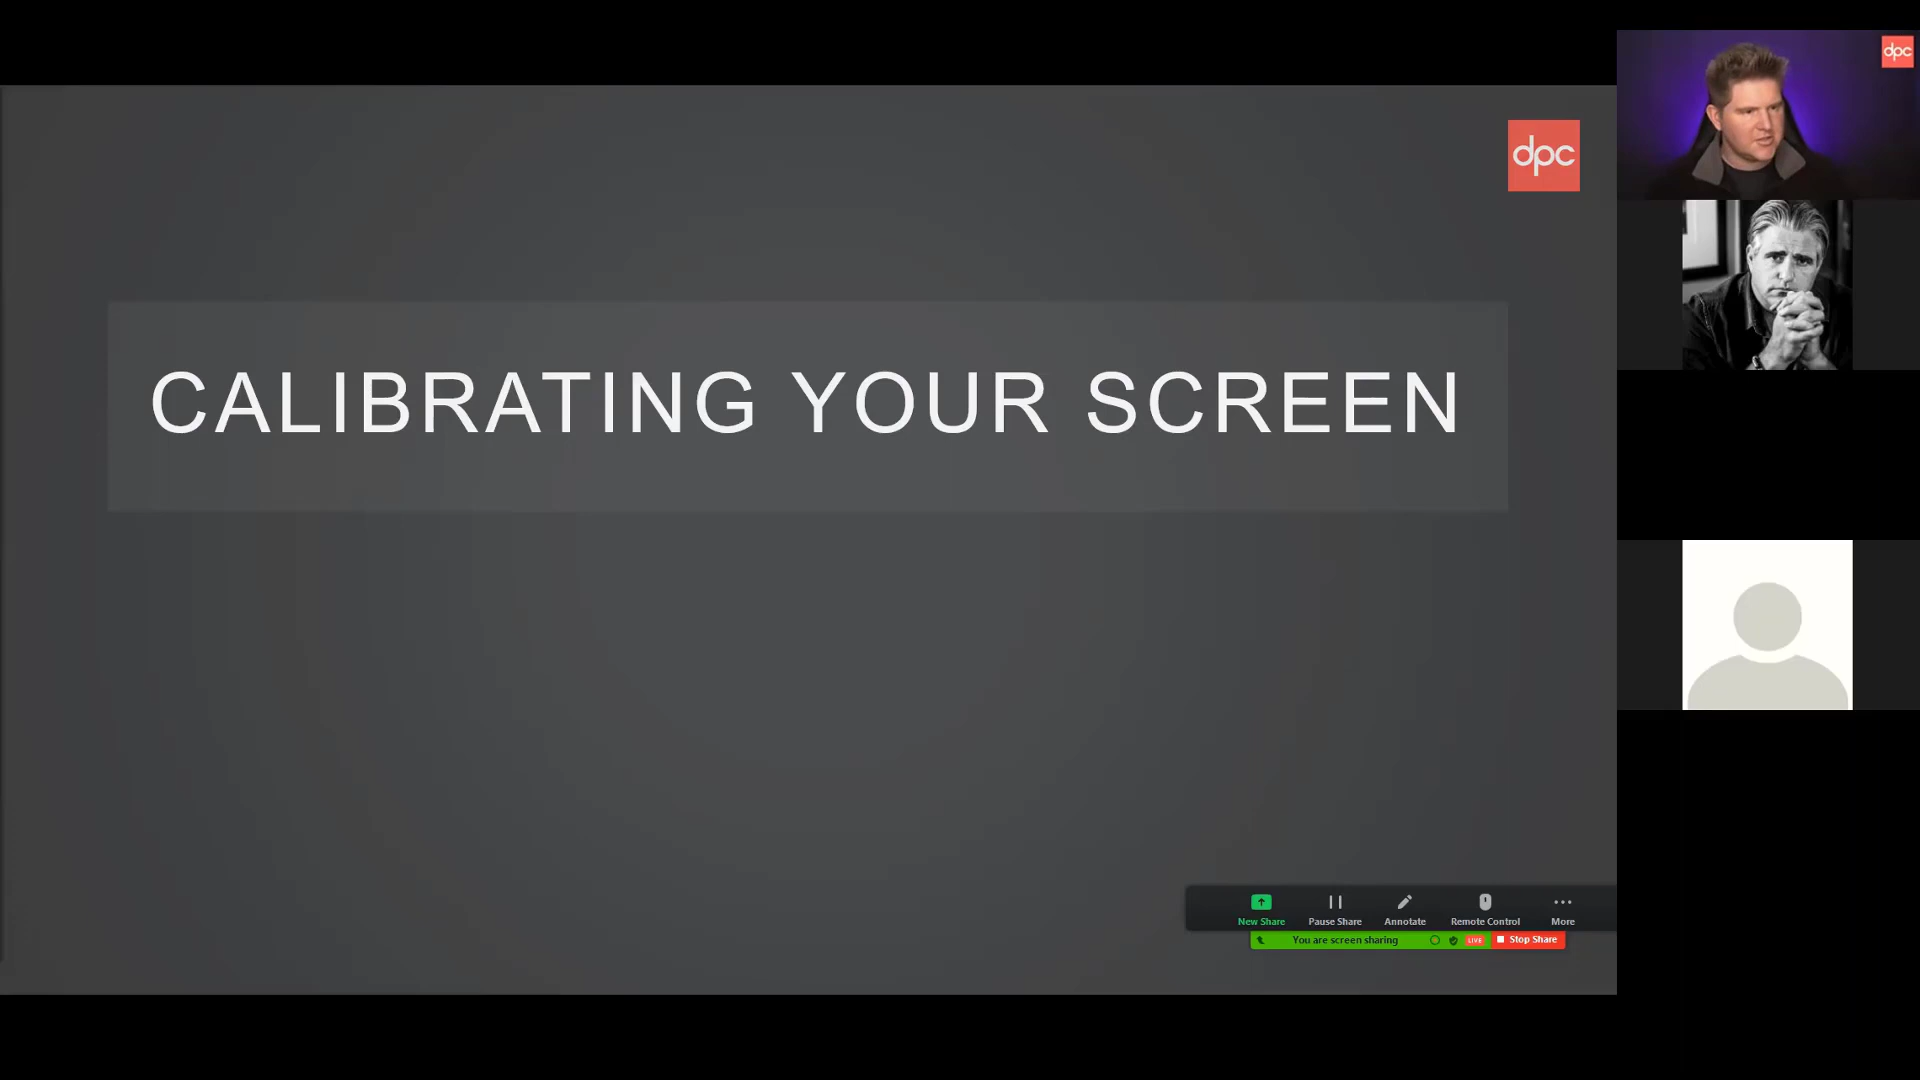 dpc
dpc
CALIBRATING YOUR SCREEN
New Share
Pause Share
Annotate
Remote Control
More
You are screen sharing
LIVE
Stop Share